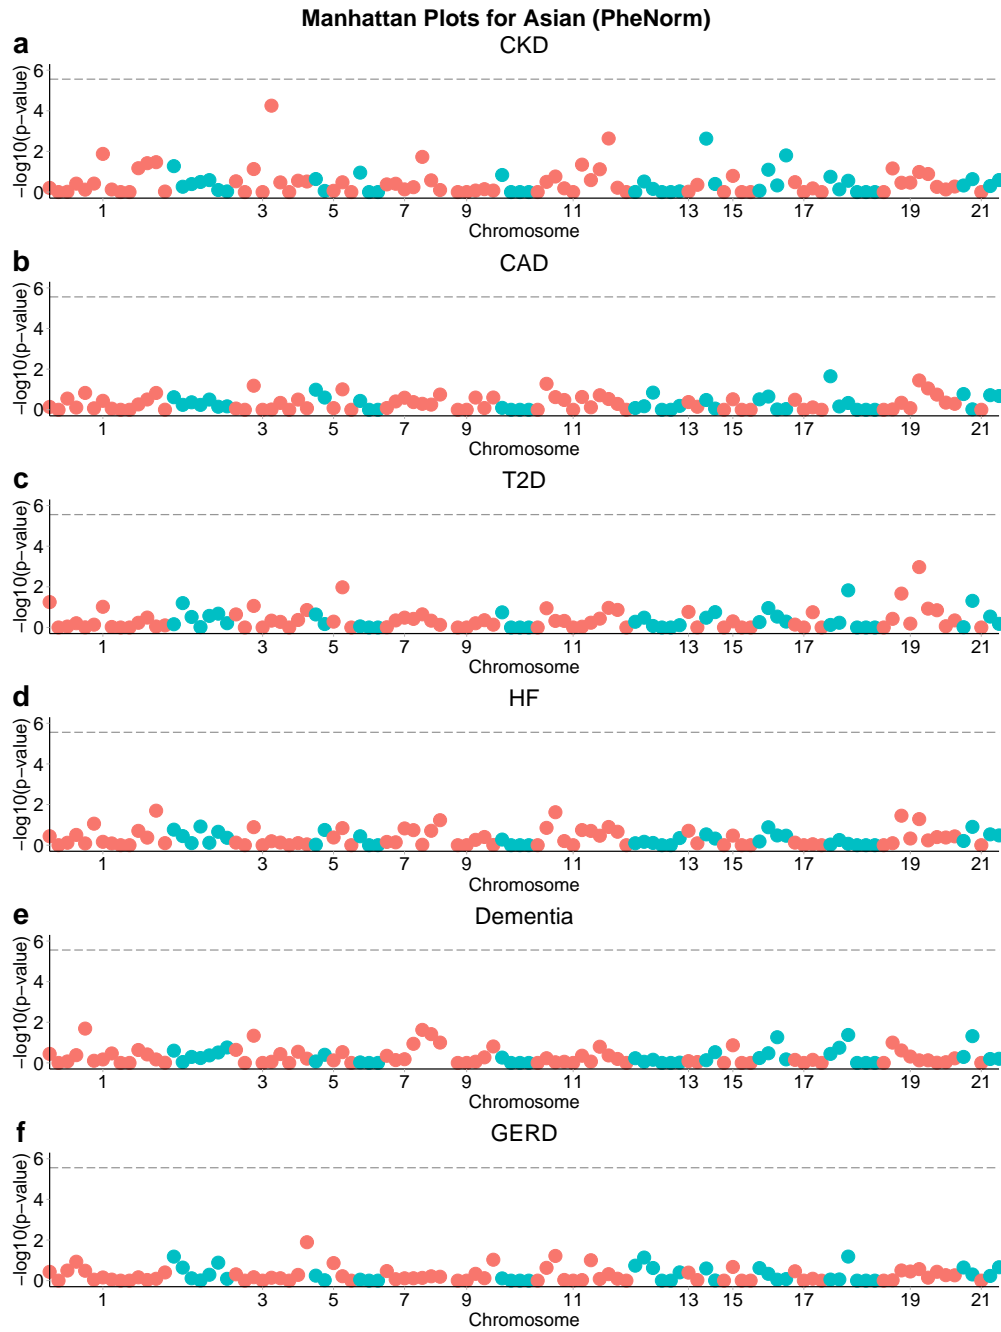 Manhattan Plots for Asian (PheNorm)
a
CKD
−log10(p−value)
6
4
2
0
1 3 5 7 9 11 13 15 17 19 21
Chromosome
b
CAD
−log10(p−value)
6
4
2
0
1 3 5 7 9 11 13 15 17 19 21
Chromosome
c
T2D
−log10(p−value)
6
4
2
0
1 3 5 7 9 11 13 15 17 19 21
Chromosome
d
HF
−log10(p−value)
6
4
2
0
1 3 5 7 9 11 13 15 17 19 21
Chromosome
e
Dementia
−log10(p−value)
6
4
2
0
1 3 5 7 9 11 13 15 17 19 21
Chromosome
f
GERD
−log10(p−value)
6
4
2
0
1 3 5 7 9 11 13 15 17 19 21
Chromosome